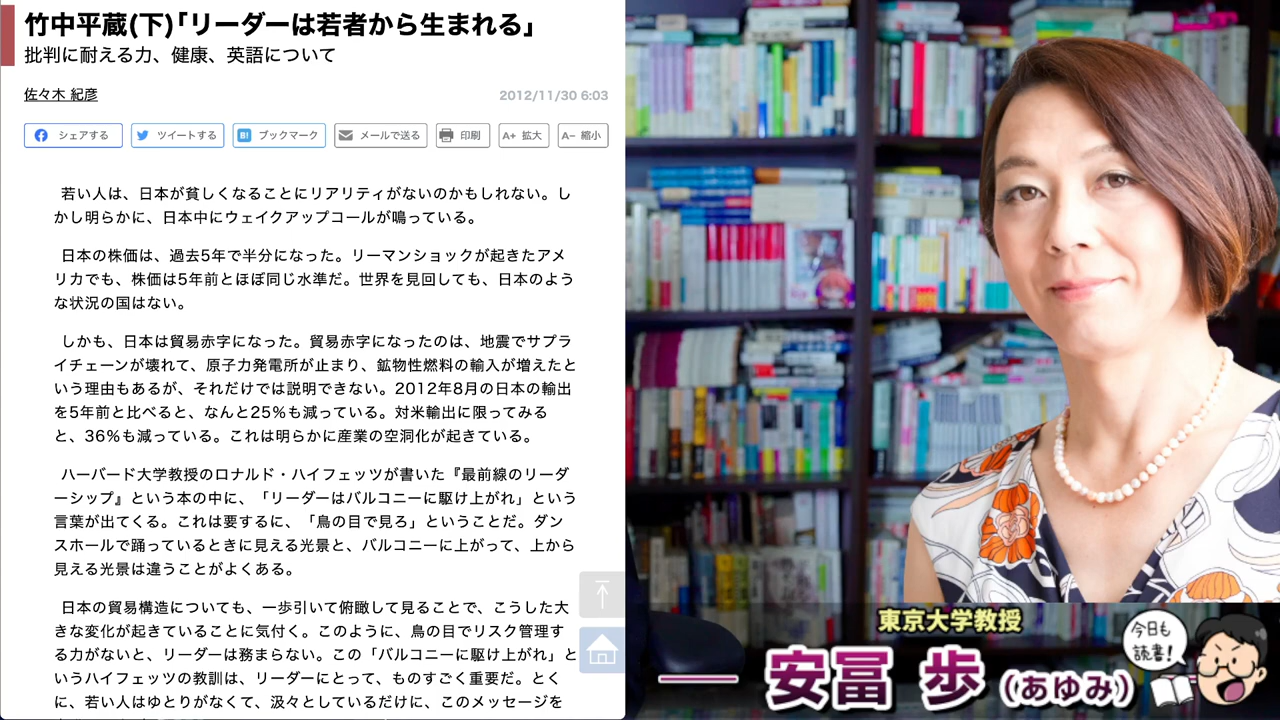 竹中平蔵(下)｢リーダーは若者から生まれる｣
批判に耐える力、健康、英語について
佐々木 紀彦
2012/11/30 6:03
シェアする
ツイートする
B! ブックマーク
メールで送る
印刷
A+ 拡大
A− 縮小
若い人は、日本が貧しくなることにリアリティがないのかもしれない。し
かし明らかに、日本中にウェイクアップコールが鳴っている。
日本の株価は、過去5年で半分になった。リーマンショックが起きたアメ
リカでも、株価は5年前とほぼ同じ水準だ。世界を見回しても、日本のよう
な状況の国はない。
しかも、日本は貿易赤字になった。貿易赤字になったのは、地震でサプラ
イチェーンが壊れて、原子力発電所が止まり、鉱物性燃料の輸入が増えたと
いう理由もあるが、それだけでは説明できない。2012年8月の日本の輸出
を5年前と比べると、なんと25％も減っている。対米輸出に限ってみる
と、36％も減っている。これは明らかに産業の空洞化が起きている。
ハーバード大学教授のロナルド・ハイフェッツが書いた『最前線のリーダ
ーシップ』という本の中に、「リーダーはバルコニーに駆け上がれ」という
言葉が出てくる。これは要するに、「鳥の目で見ろ」ということだ。ダン
スホールで踊っているときに見える光景と、バルコニーに上がって、上から
見える光景は違うことがよくある。
日本の貿易構造についても、一歩引いて俯瞰して見ることで、こうした大
きな変化が起きていることに気付く。このように、鳥の目でリスク管理す
る力がないと、リーダーは務まらない。この「バルコニーに駆け上がれ」と
いうハイフェッツの教訓は、リーダーにとって、ものすごく重要だ。とく
に、若い人はゆとりがなくて、汲々としているだけに、このメッセージを
東京大学教授
安冨 歩(あゆみ)
今日も
読書!